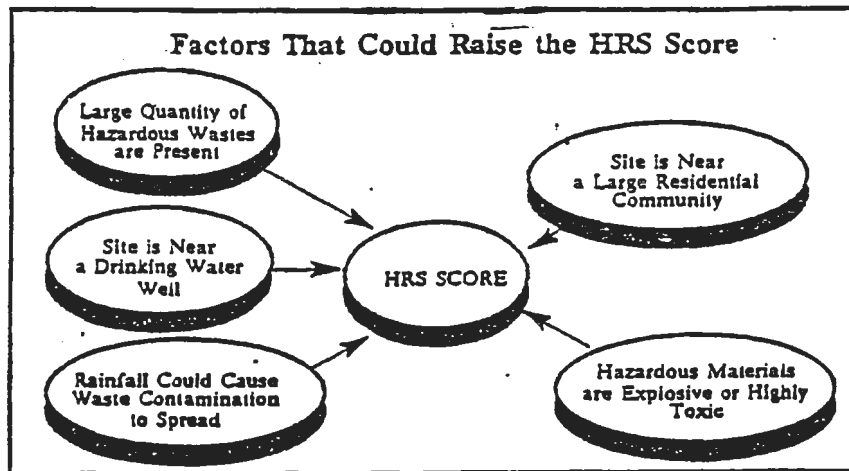 Factors That Could Raise the HRS Score
Large Quantity of
Hazardous Wastes
are Present
Site is Near
a Large Residential
Community
Site is Near
a Drinking Water
Well
HRS SCORE
Rainfall Could Cause
Waste Contamination
to Spread
Hazardous Materials
are Explosive or Highly
Toxic